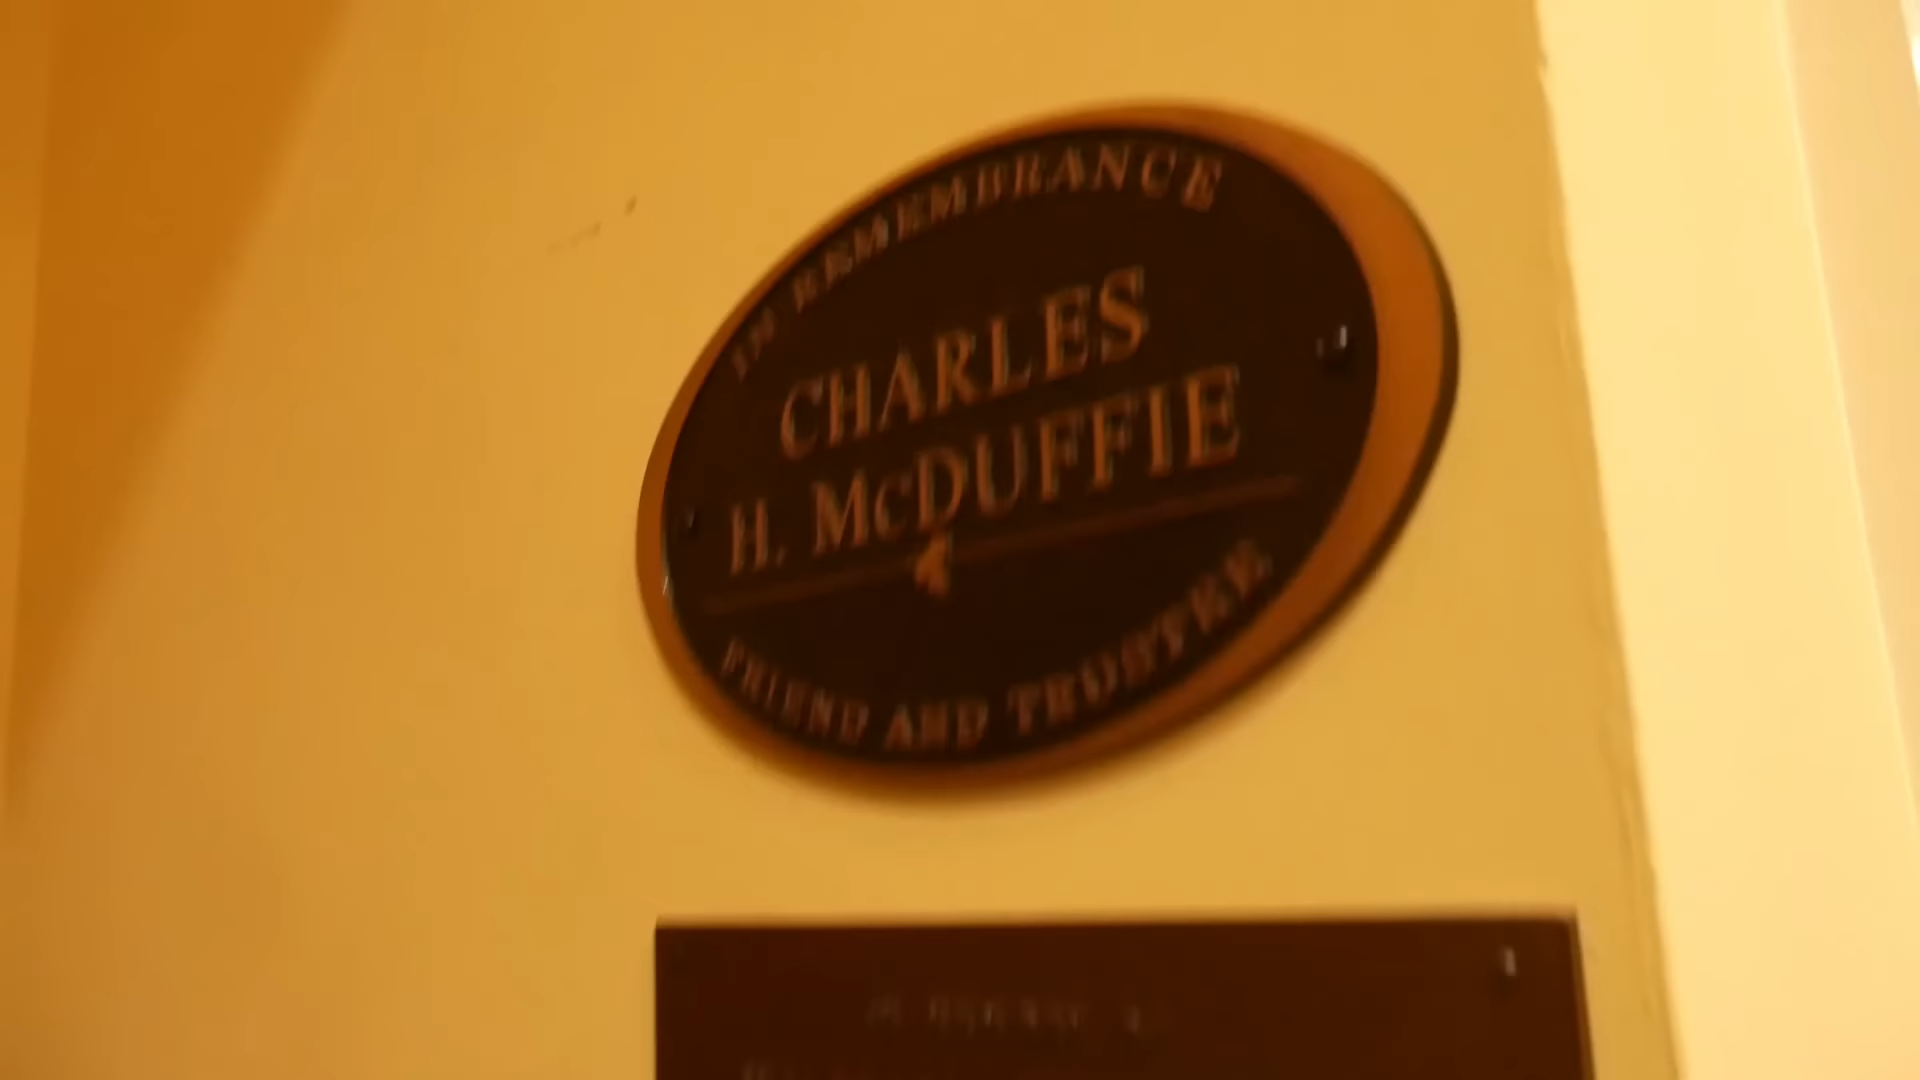 IN REMEMBRANCE
CHARLES
H. McDUFFIE
FRIEND AND TRUSTEE